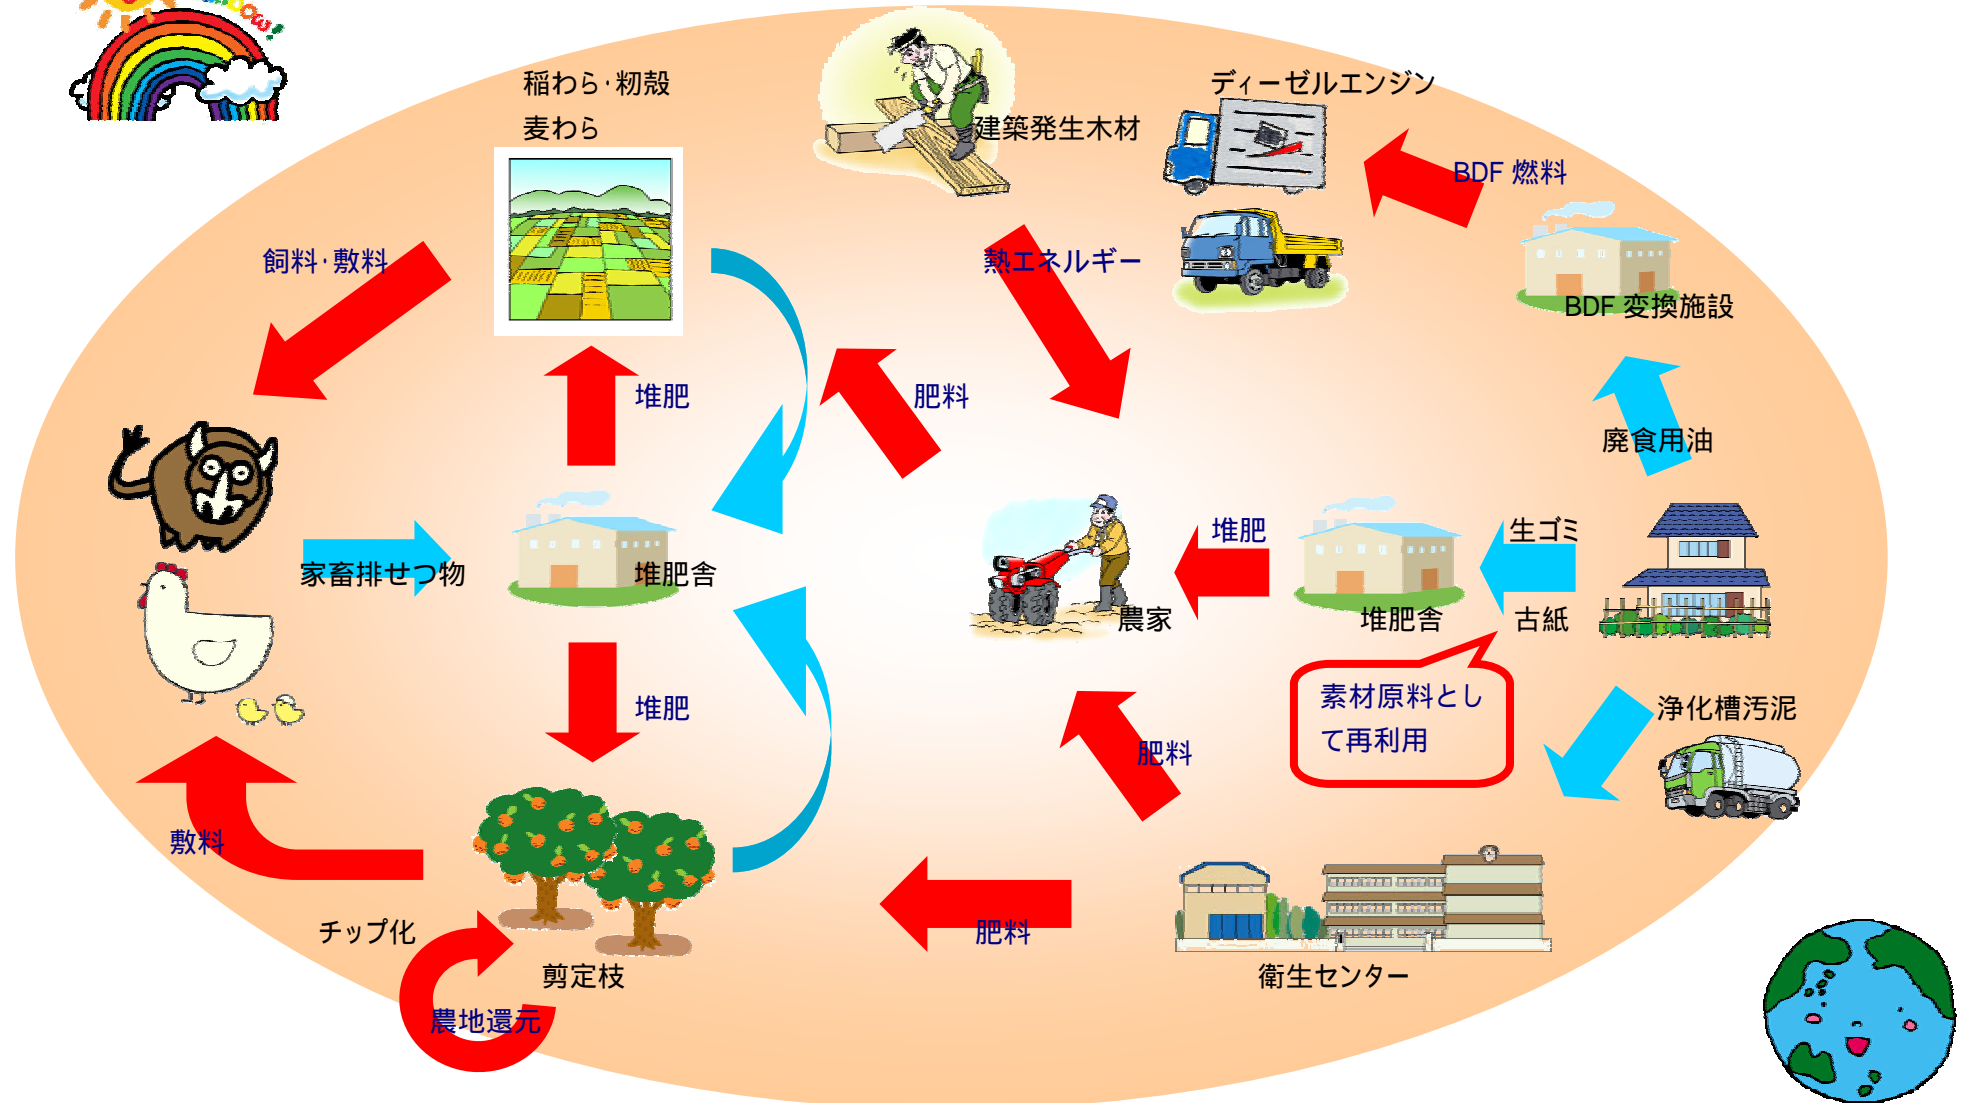 稲わら・籾殻
麦わら
建築発生木材
ディーゼルエンジン
BDF 燃料
飼料・敷料
熱エネルギー
BDF 変換施設
堆肥
肥料
廃食用油
家畜排せつ物
堆肥舎
農家
堆肥
堆肥舎
生ゴミ
古紙
素材原料とし
て再利用
浄化槽汚泥
堆肥
肥料
敷料
チップ化
剪定枝
農地還元
肥料
衛生センター